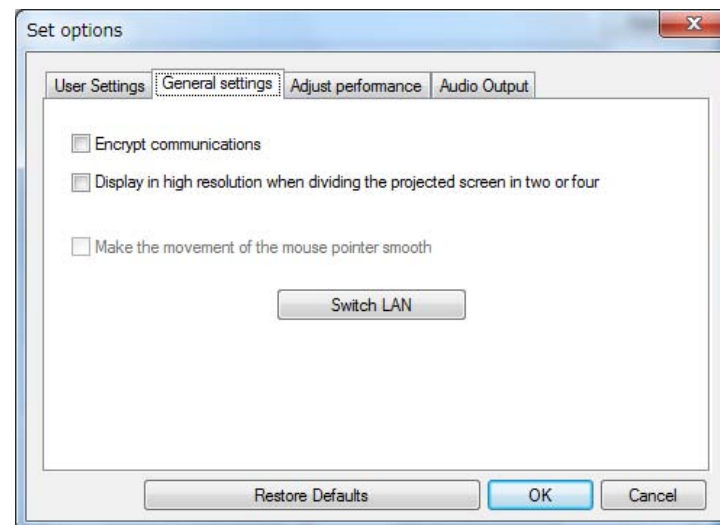 Set options
User Settings General settings Adjust performance Audio Output
Encrypt communications
Display in high resolution when dividing the projected screen in two or four
Make the movement of the mouse pointer smooth
Switch LAN
Restore Defaults OK Cancel